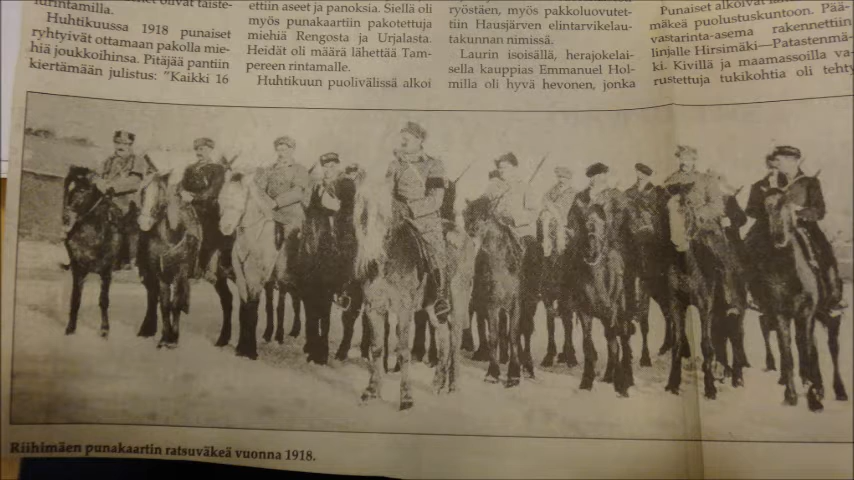 rintamilla.
Huhtikuussa 1918 punaiset
ryhtyivät ottamaan pakolla mie-
hiä joukkoihinsa. Pitäjää pantiin
kiertämään julistus: "Kaikki 16
ettiin aseet ja panoksia. Siellä oli
myös punakaartiin pakotettuja
miehiä Rengosta ja Urjalasta.
Heidät oli määrä lähettää Tam-
pereen rintamalle.
Huhtikuun puolivälissä alkoi
ryöstäen, myös pakkoluovutet-
tiin Hausjärven elintarvikelau-
takunnan nimissä.
Laurin isoisällä, herajokelai-
sella kauppias Emmanuel Hol-
milla oli hyvä hevonen, jonka
Punaiset alkoivat
mäkeä puolustuskuntoon. Pää-
vastarinta-asema rakennettiin
linjalle Hirsimäki—Patastenmä-
ki. Kivillä ja maamassoilla va-
rustettuja tukikohtia oli tehty
Riihimäen punakaartin ratsuväkeä vuonna 1918.